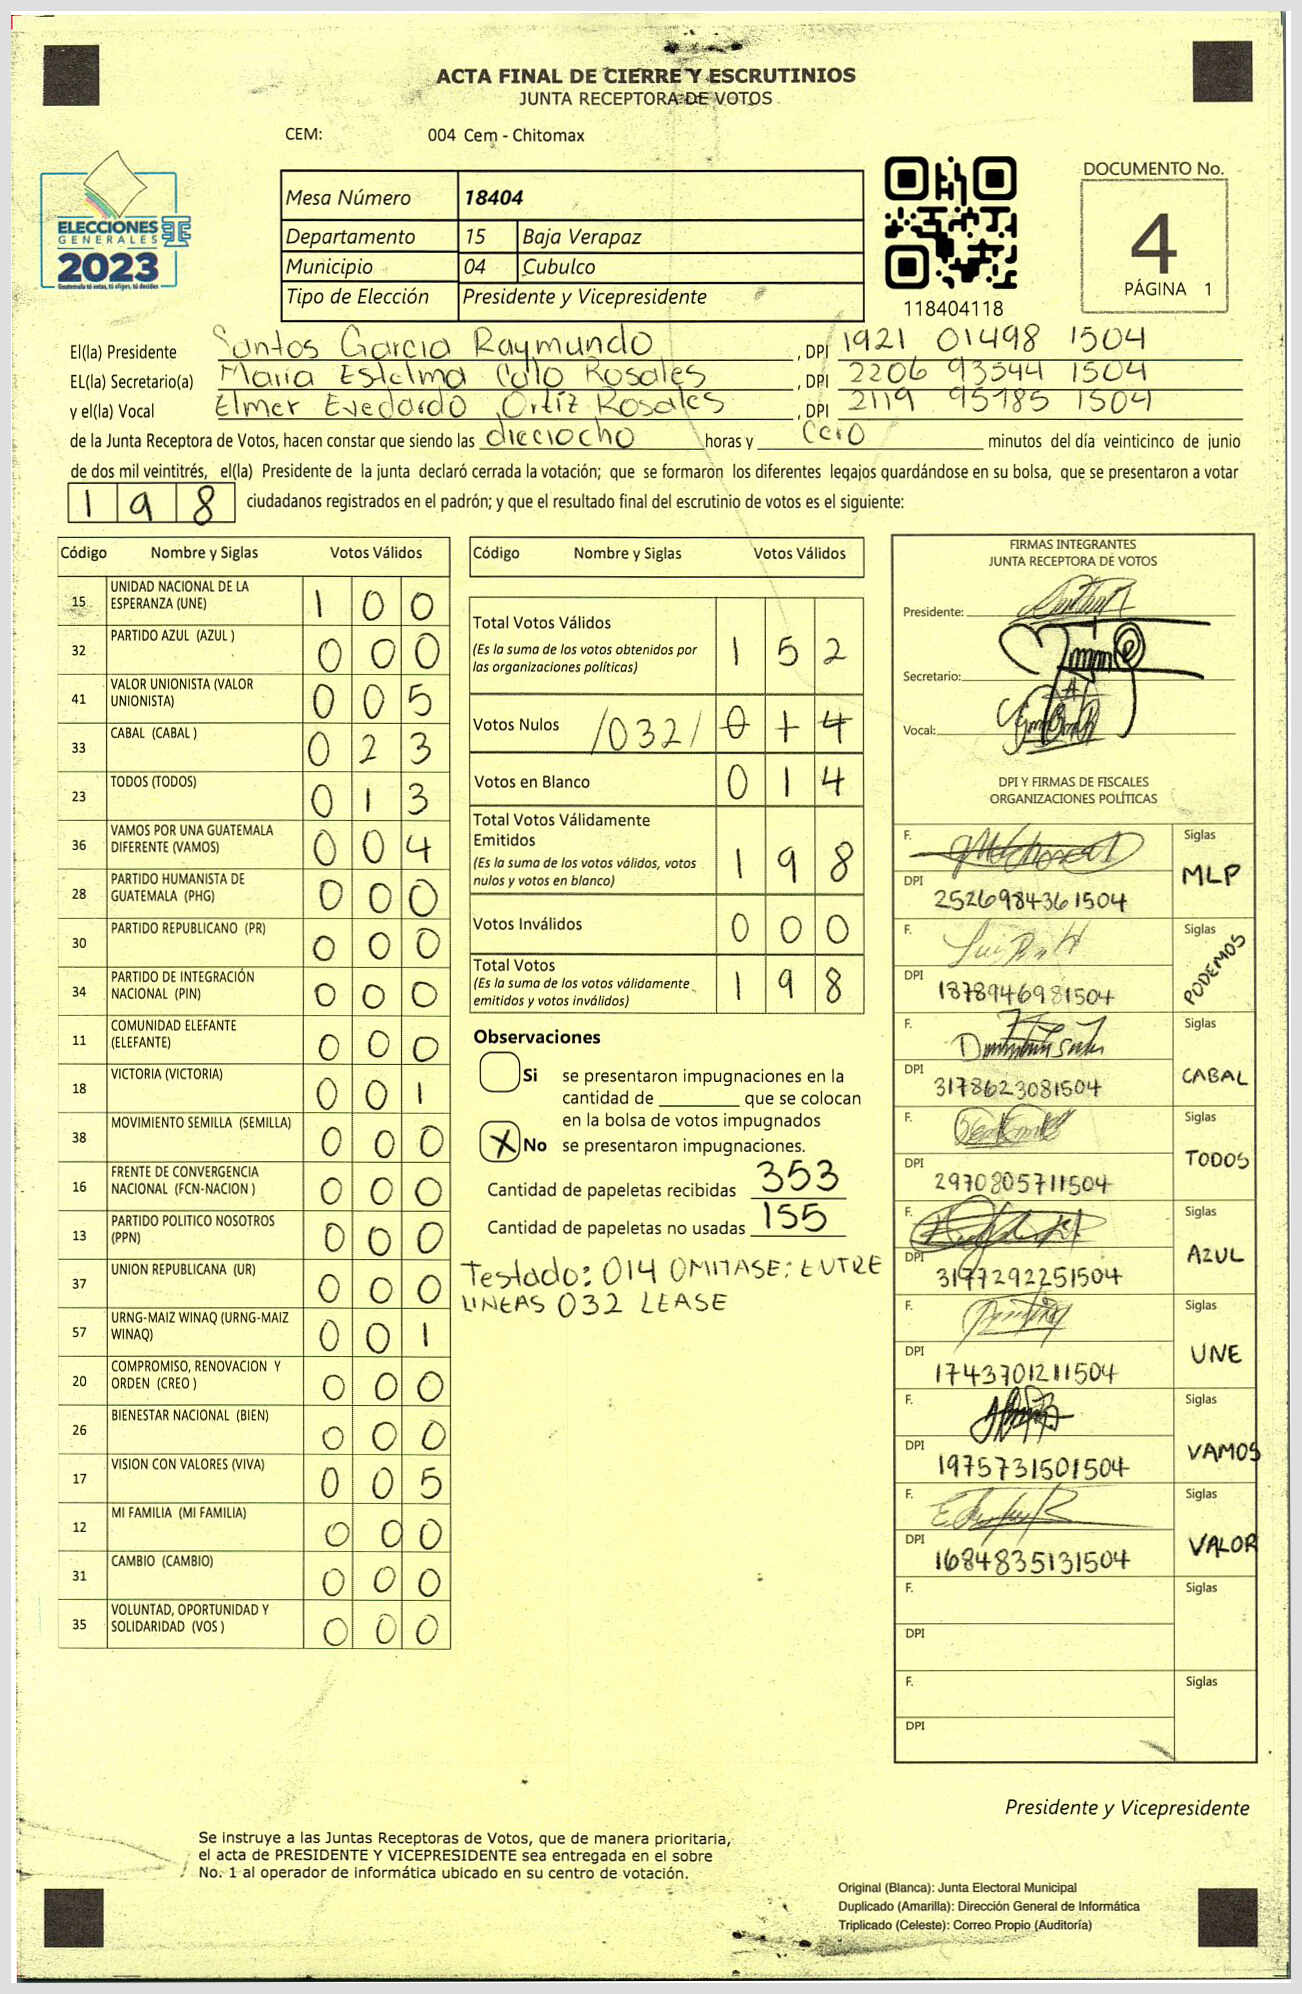 ACTA FINAL DE CIERRE Y ESCRUTINIOS
JUNTA RECEPTORA DE VOTOS
CEM: 004 Cem - Chitomax
ELECCIONES
GENERALES
2023
Guatemala tú votas, tú eliges, tú decides
Mesa Número 18404
Departamento 15 Baja Verapaz
Municipio 04 Cubulco
Tipo de Elección Presidente y Vicepresidente
118404118
DOCUMENTO No.
4
PÁGINA 1
El(la) Presidente Santos Garcia Raymundo , DPI 1921 01498 1504
EL(la) Secretario(a) Maria Estelma Rosales , DPI 2206 93544 1504
y el(la) Vocal Elmer Evedardo Ortiz Rosales , DPI 2119 95185 1504
de la Junta Receptora de Votos, hacen constar que siendo las dieciocho horas y cero minutos del día veinticinco de junio
de dos mil veintitrés, el(la) Presidente de la junta declaró cerrada la votación; que se formaron los diferentes legajos guardándose en su bolsa, que se presentaron a votar
198 ciudadanos registrados en el padrón; y que el resultado final del escrutinio de votos es el siguiente:
Código Nombre y Siglas Votos Válidos
15 UNIDAD NACIONAL DE LA ESPERANZA (UNE) 1 0 0
32 PARTIDO AZUL (AZUL ) 0 0 0
41 VALOR UNIONISTA (VALOR UNIONISTA) 0 0 5
33 CABAL (CABAL ) 0 2 3
23 TODOS (TODOS) 0 1 3
36 VAMOS POR UNA GUATEMALA DIFERENTE (VAMOS) 0 0 4
28 PARTIDO HUMANISTA DE GUATEMALA (PHG) 0 0 0
30 PARTIDO REPUBLICANO (PR) 0 0 0
34 PARTIDO DE INTEGRACIÓN NACIONAL (PIN) 0 0 0
11 COMUNIDAD ELEFANTE (ELEFANTE) 0 0 0
18 VICTORIA (VICTORIA) 0 0 1
38 MOVIMIENTO SEMILLA (SEMILLA) 0 0 0
16 FRENTE DE CONVERGENCIA NACIONAL (FCN-NACION ) 0 0 0
13 PARTIDO POLITICO NOSOTROS (PPN) 0 0 0
37 UNION REPUBLICANA (UR) 0 0 0
57 URNG-MAIZ WINAQ (URNG-MAIZ WINAQ) 0 0 1
20 COMPROMISO, RENOVACION Y ORDEN (CREO ) 0 0 0
26 BIENESTAR NACIONAL (BIEN) 0 0 0
17 VISION CON VALORES (VIVA) 0 0 5
12 MI FAMILIA (MI FAMILIA) 0 0 0
31 CAMBIO (CAMBIO) 0 0 0
35 VOLUNTAD, OPORTUNIDAD Y SOLIDARIDAD (VOS ) 0 0 0
Código Nombre y Siglas Votos Válidos
Total Votos Válidos 1 5 2
(Es la suma de los votos obtenidos por
las organizaciones políticas)
Votos Nulos /032/ 0 1 4
Votos en Blanco 0 1 4
Total Votos Válidamente
Emitidos 1 9 8
(Es la suma de los votos válidos, votos
nulos y votos en blanco)
Votos Inválidos 0 0 0
Total Votos 1 9 8
(Es la suma de los votos válidamente
emitidos y votos inválidos)
Observaciones
Si se presentaron impugnaciones en la
cantidad de ________ que se colocan
en la bolsa de votos impugnados
X No se presentaron impugnaciones.
Cantidad de papeletas recibidas 353
Cantidad de papeletas no usadas 155
Testado: 014 OMITASE: ENTRE
LINEAS 032 LEASE
FIRMAS INTEGRANTES
JUNTA RECEPTORA DE VOTOS
Presidente:
Secretario:
Vocal:
DPI Y FIRMAS DE FISCALES
ORGANIZACIONES POLÍTICAS
F. Siglas
DPI 2526984361504 MLP
F. Siglas
DPI 1878946981504 PODEMOS
F. Siglas
DPI 3178623081504 CABAL
F. Siglas
DPI 2970805711504 TODOS
F. Siglas
DPI 3197292251504 AZUL
F. Siglas
DPI 1743701211504 UNE
F. Siglas
DPI 1975731501504 VAMOS
F. Siglas
DPI 1684835131504 VALOR
F. Siglas
DPI
F. Siglas
DPI
Presidente y Vicepresidente
Se instruye a las Juntas Receptoras de Votos, que de manera prioritaria,
el acta de PRESIDENTE Y VICEPRESIDENTE sea entregada en el sobre
No. 1 al operador de informática ubicado en su centro de votación.
Original (Blanca): Junta Electoral Municipal
Duplicado (Amarilla): Dirección General de Informática
Triplicado (Celeste): Correo Propio (Auditoría)